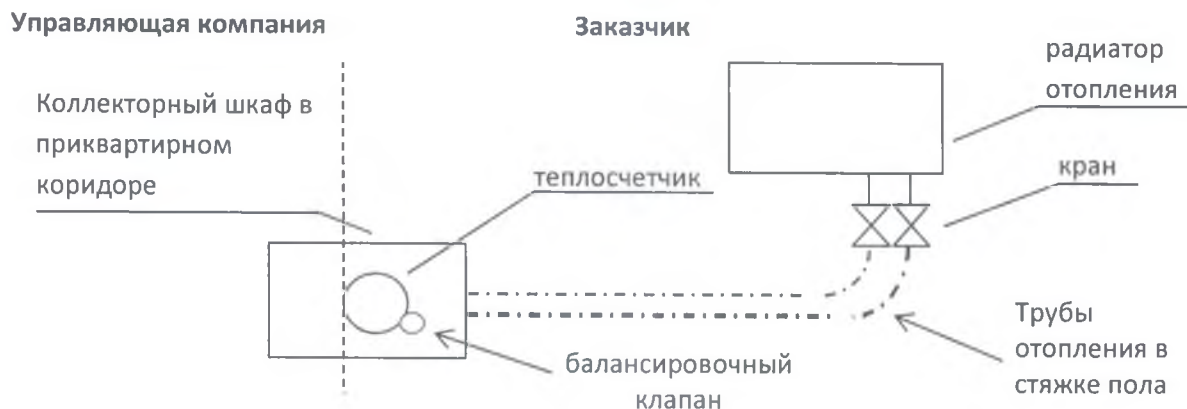 Управляющая компания
Заказчик
радиатор
отопления
Коллекторный шкаф в
приквартирном
коридоре
теплосчетчик
кран
балансировочный
клапан
Трубы
отопления в
стяжке пола